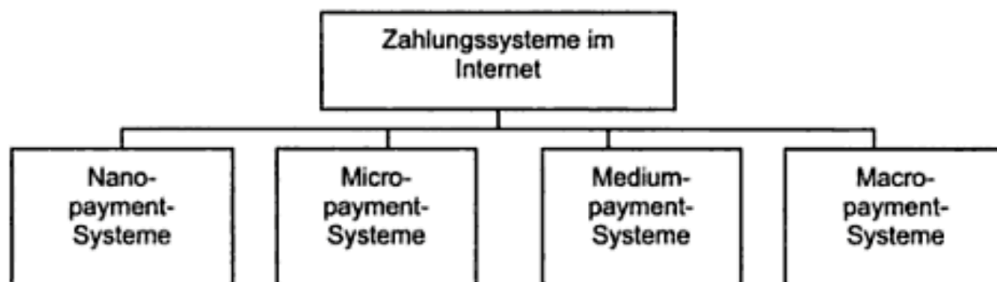 Zahlungssysteme im
Internet
Nano-
payment-
Systeme
Micro-
payment-
Systeme
Medium-
payment-
Systeme
Macro-
payment-
Systeme